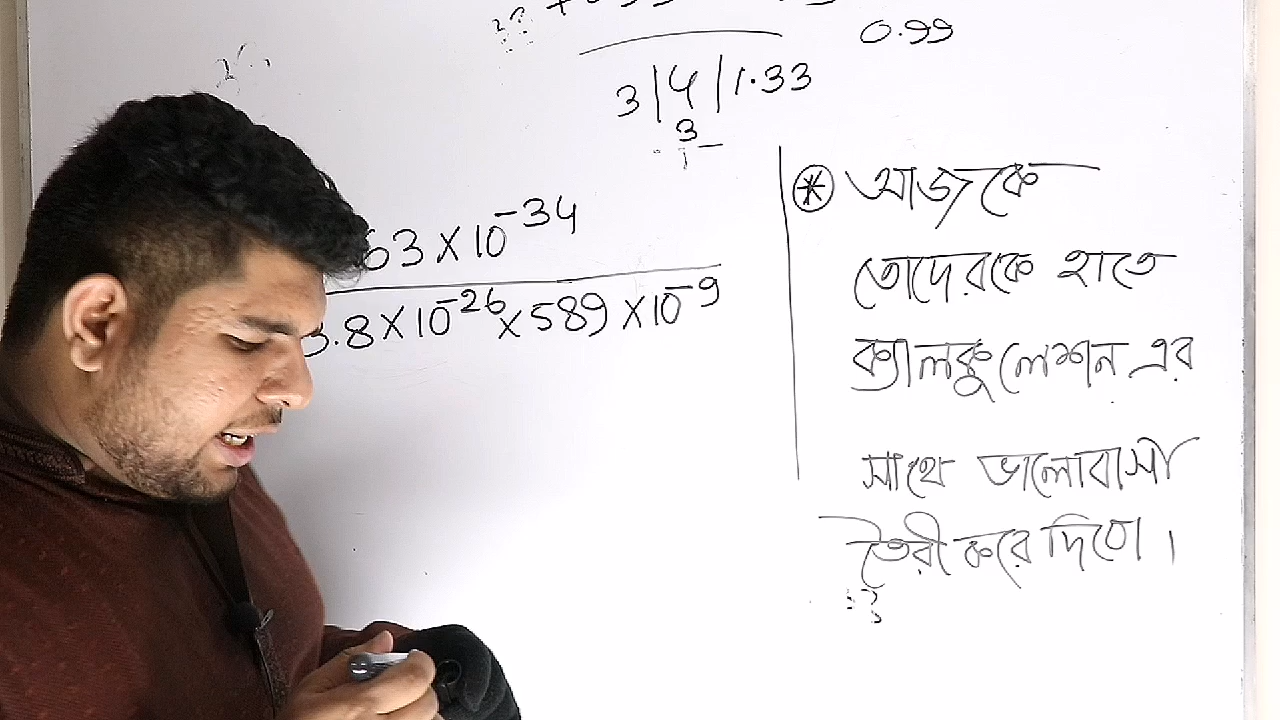 0.99
3|4|1.33
3
1
63 × 10⁻³⁴
3.8 × 10⁻²⁶ × 589 × 10⁻⁹
⊛ আজকে
তোদেরকে হাতে
ক্যালকুলেশন এর
সাথে ভালোবাসা
তৈরী করে দিবো।